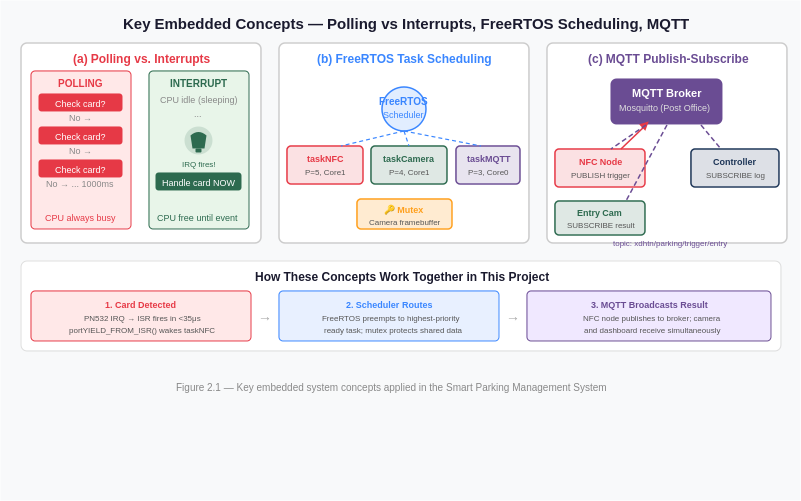 Key Embedded Concepts — Polling vs Interrupts, FreeRTOS Scheduling, MQTT
(a) Polling vs. Interrupts
POLLING
Check card?
No →
Check card?
No →
Check card?
No → ... 1000ms
CPU always busy
INTERRUPT
CPU idle (sleeping)
...
IRQ fires!
Handle card NOW
CPU free until event
(b) FreeRTOS Task Scheduling
FreeRTOS
Scheduler
taskNFC
P=5, Core1
taskCamera
P=4, Core1
taskMQTT
P=3, Core0
🔑 Mutex
Camera framebuffer
(c) MQTT Publish-Subscribe
MQTT Broker
Mosquitto (Post Office)
NFC Node
PUBLISH trigger
Controller
SUBSCRIBE log
Entry Cam
SUBSCRIBE result
topic: xdhtn/parking/trigger/entry
How These Concepts Work Together in This Project
1. Card Detected
PN532 IRQ → ISR fires in <35μs
portYIELD_FROM_ISR() wakes taskNFC
→
2. Scheduler Routes
FreeRTOS preempts to highest-priority
ready task; mutex protects shared data
→
3. MQTT Broadcasts Result
NFC node publishes to broker; camera
and dashboard receive simultaneously
Figure 2.1 — Key embedded system concepts applied in the Smart Parking Management System